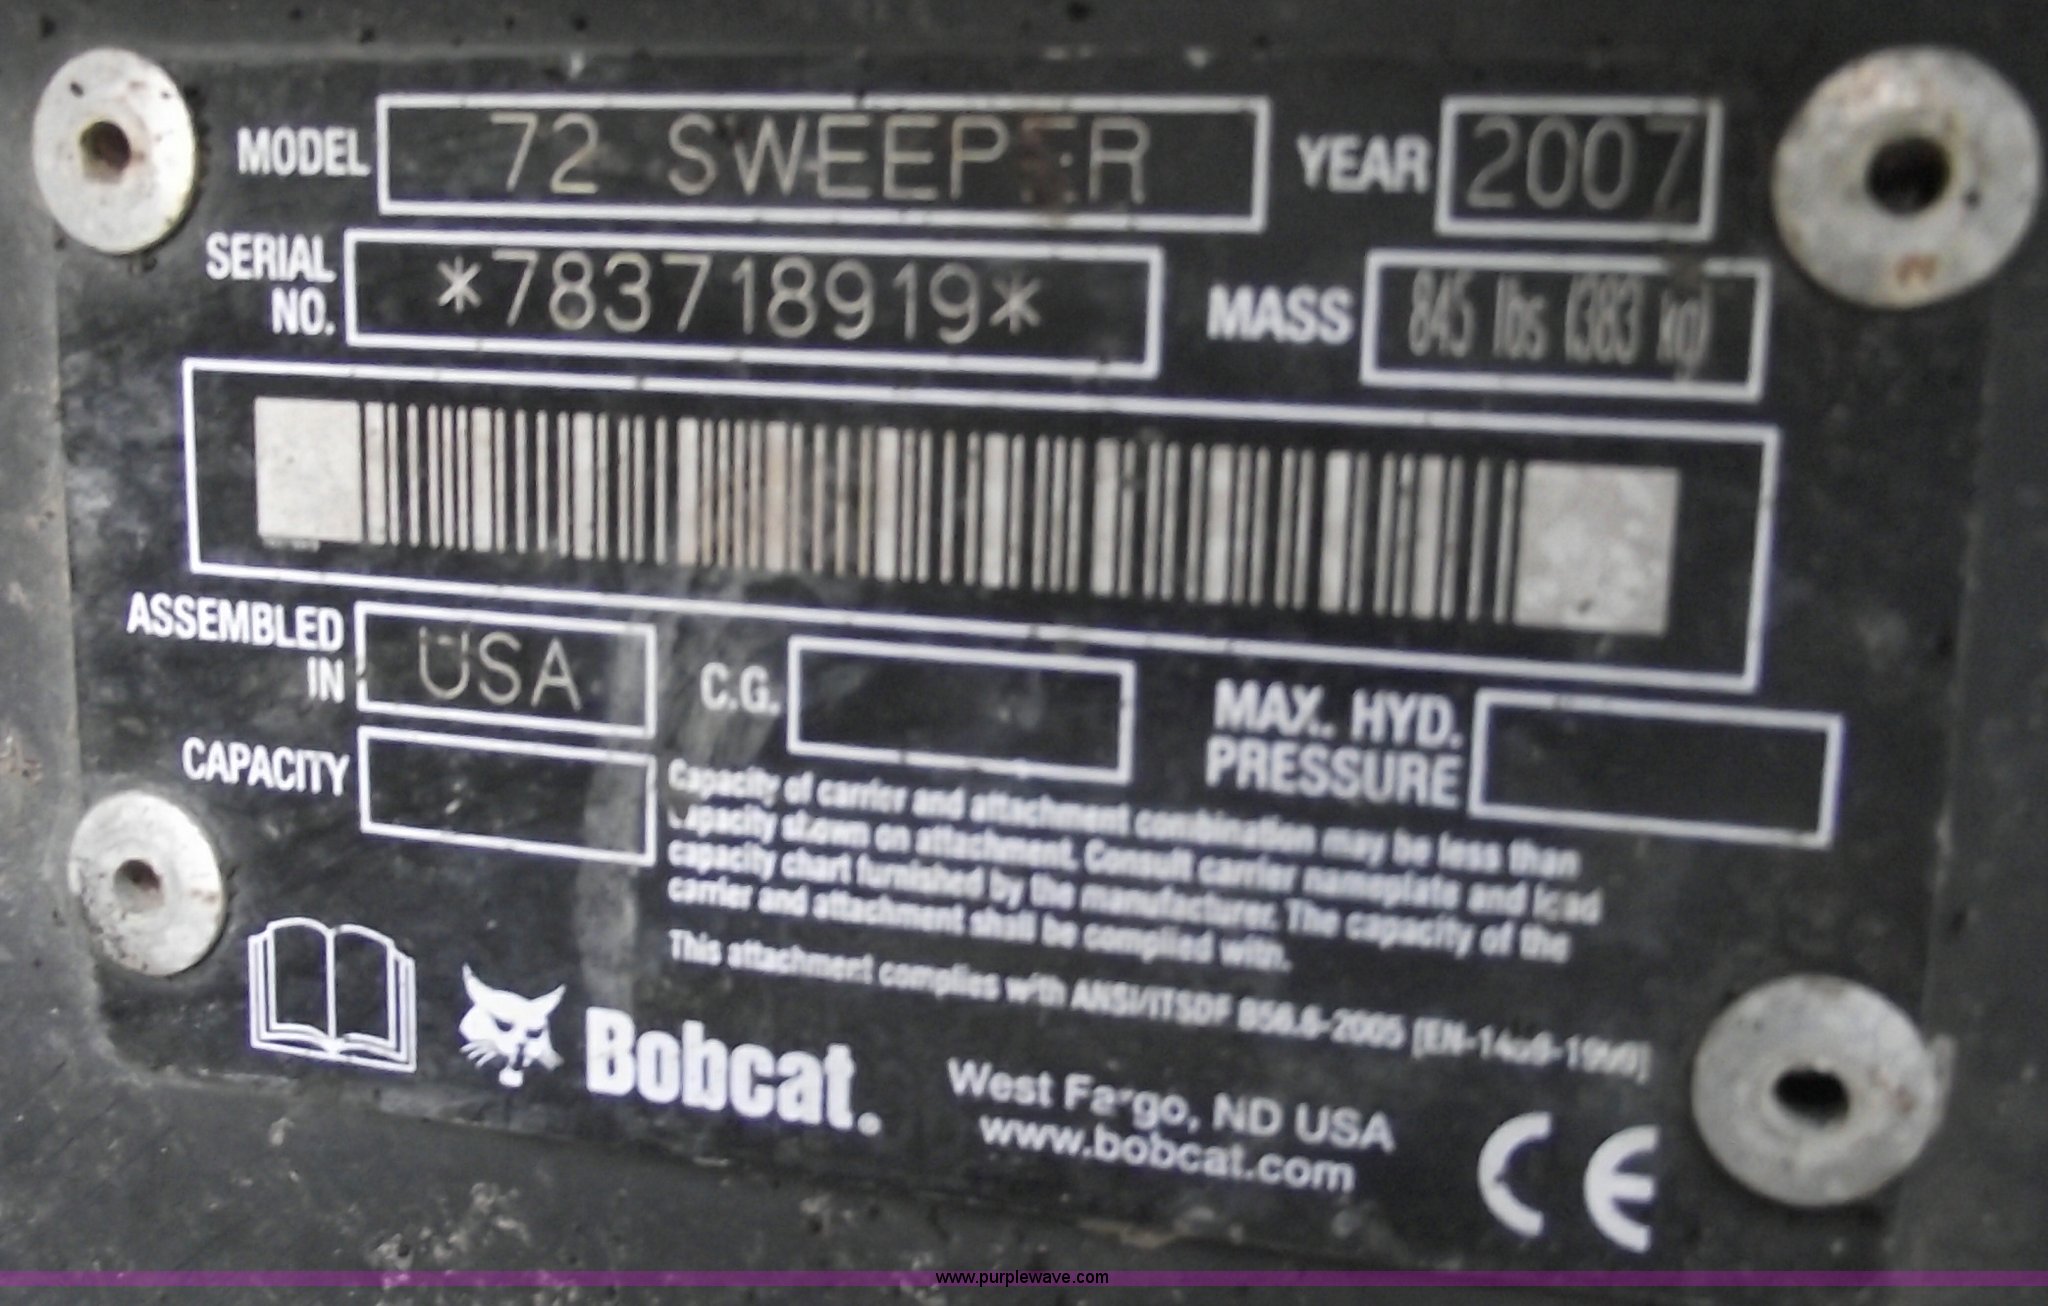 MODEL 72 SWEEPER YEAR 2007
SERIAL NO. *783718919* MASS 845 lbs (383 kg)
ASSEMBLED IN USA C.G. MAX. HYD. PRESSURE
CAPACITY
Capacity of carrier and attachment combination may be less than
capacity shown on attachment. Consult carrier nameplate and load
capacity chart furnished by the manufacturer. The capacity of the
carrier and attachment shall be complied with.
This attachment complies with ANSI/ITSDF B56.6-2005
Bobcat.
West Fargo, ND USA
www.bobcat.com
CE
www.purplewave.com